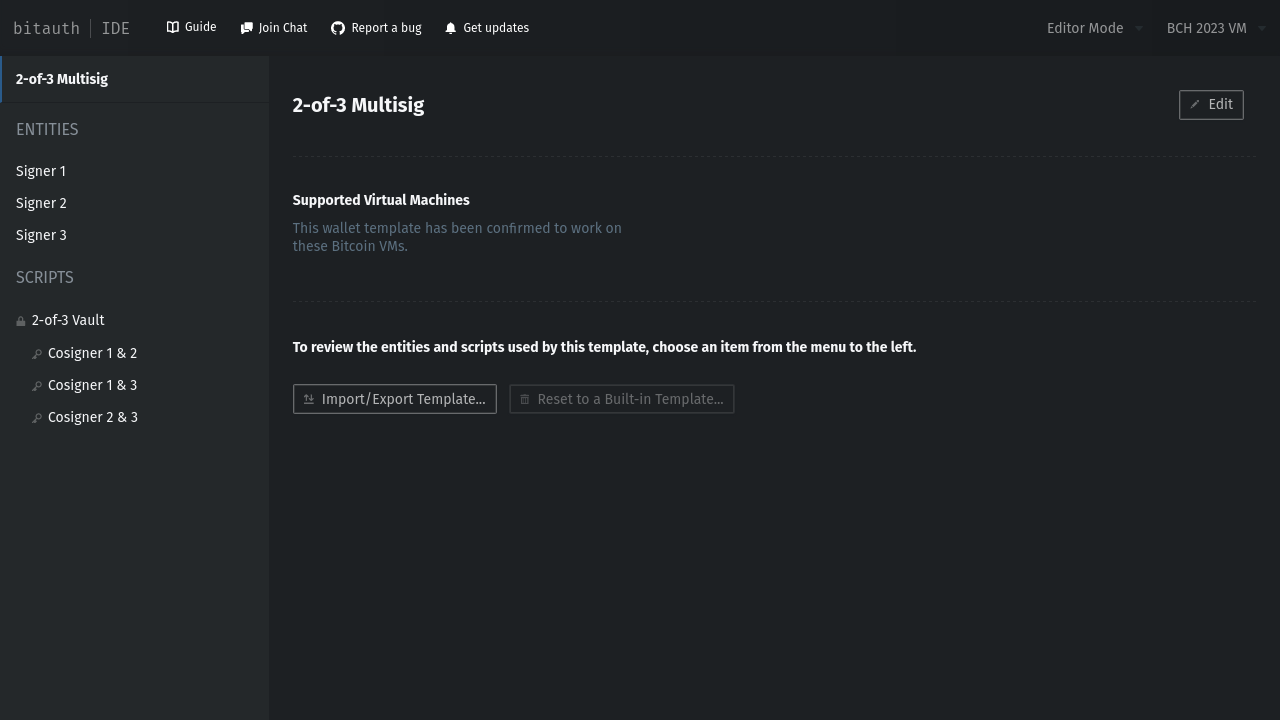 bitauth IDE
Guide
Join Chat
Report a bug
Get updates
Editor Mode
BCH 2023 VM
2-of-3 Multisig
ENTITIES
Signer 1
Signer 2
Signer 3
SCRIPTS
2-of-3 Vault
Cosigner 1 & 2
Cosigner 1 & 3
Cosigner 2 & 3
2-of-3 Multisig
Edit
Supported Virtual Machines
This wallet template has been confirmed to work on
these Bitcoin VMs.
To review the entities and scripts used by this template, choose an item from the menu to the left.
Import/Export Template...
Reset to a Built-in Template...